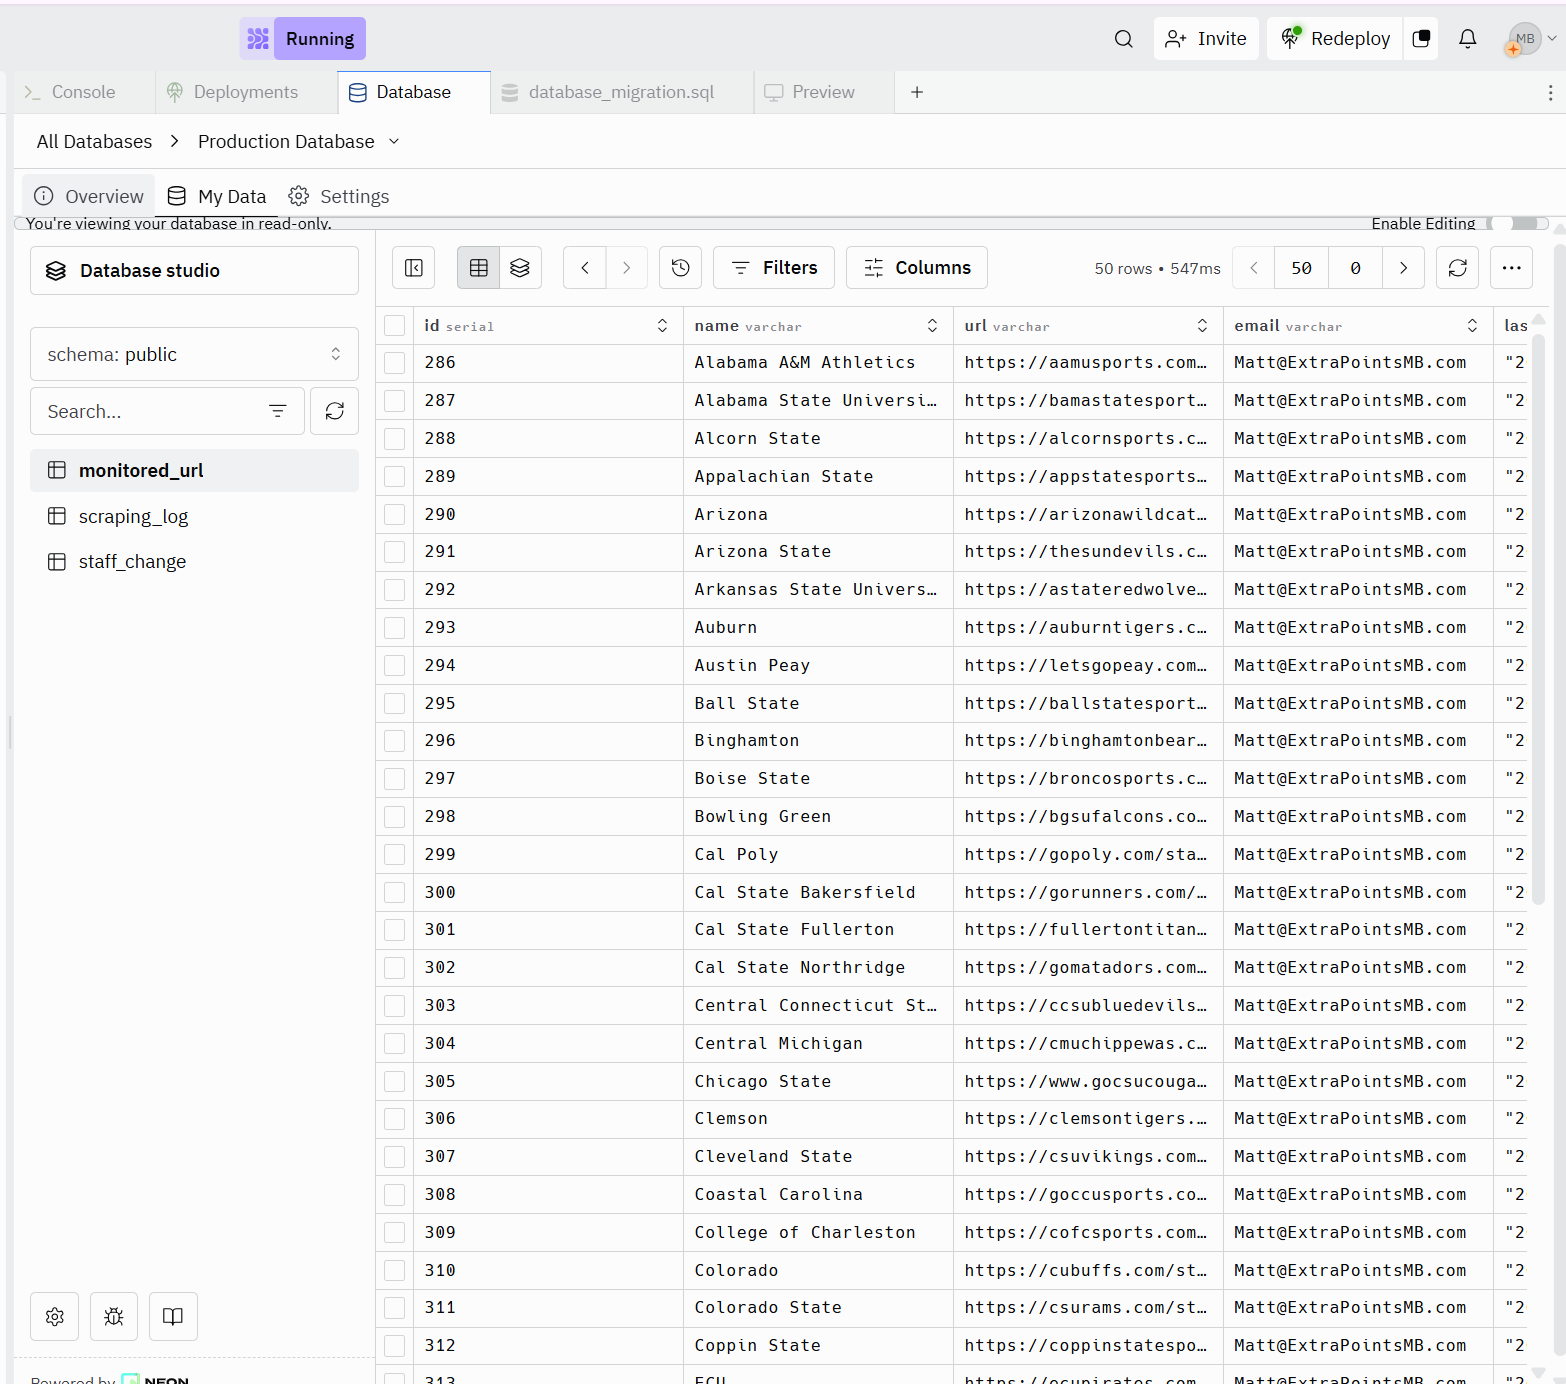 Running
Invite
Redeploy
MB
Console
Deployments
Database
database_migration.sql
Preview
All Databases > Production Database
Overview
My Data
Settings
You're viewing your database in read-only.
Enable Editing
Database studio
schema: public
Search...
monitored_url
scraping_log
staff_change
Filters
Columns
50 rows • 547ms
50
0
id serial name varchar url varchar email varchar las
286 Alabama A&M Athletics https://aamusports.com… Matt@ExtraPointsMB.com "2
287 Alabama State Universi… https://bamastatesport… Matt@ExtraPointsMB.com "2
288 Alcorn State https://alcornsports.c… Matt@ExtraPointsMB.com "2
289 Appalachian State https://appstatesports… Matt@ExtraPointsMB.com "2
290 Arizona https://arizonawildcat… Matt@ExtraPointsMB.com "2
291 Arizona State https://thesundevils.c… Matt@ExtraPointsMB.com "2
292 Arkansas State Univers… https://astateredwolve… Matt@ExtraPointsMB.com "2
293 Auburn https://auburntigers.c… Matt@ExtraPointsMB.com "2
294 Austin Peay https://letsgopeay.com… Matt@ExtraPointsMB.com "2
295 Ball State https://ballstatesport… Matt@ExtraPointsMB.com "2
296 Binghamton https://binghamtonbear… Matt@ExtraPointsMB.com "2
297 Boise State https://broncosports.c… Matt@ExtraPointsMB.com "2
298 Bowling Green https://bgsufalcons.co… Matt@ExtraPointsMB.com "2
299 Cal Poly https://gopoly.com/sta… Matt@ExtraPointsMB.com "2
300 Cal State Bakersfield https://gorunners.com/… Matt@ExtraPointsMB.com "2
301 Cal State Fullerton https://fullertontitan… Matt@ExtraPointsMB.com "2
302 Cal State Northridge https://gomatadors.com… Matt@ExtraPointsMB.com "2
303 Central Connecticut St… https://ccsubluedevils… Matt@ExtraPointsMB.com "2
304 Central Michigan https://cmuchippewas.c… Matt@ExtraPointsMB.com "2
305 Chicago State https://www.gocsucouga… Matt@ExtraPointsMB.com "2
306 Clemson https://clemsontigers.… Matt@ExtraPointsMB.com "2
307 Cleveland State https://csuvikings.com… Matt@ExtraPointsMB.com "2
308 Coastal Carolina https://goccusports.co… Matt@ExtraPointsMB.com "2
309 College of Charleston https://cofcsports.com… Matt@ExtraPointsMB.com "2
310 Colorado https://cubuffs.com/st… Matt@ExtraPointsMB.com "2
311 Colorado State https://csurams.com/st… Matt@ExtraPointsMB.com "2
312 Coppin State https://coppinstatespo… Matt@ExtraPointsMB.com "2
313 ECU https://ecupirates.com… Matt@ExtraPointsMB.com "2
Powered by NEON